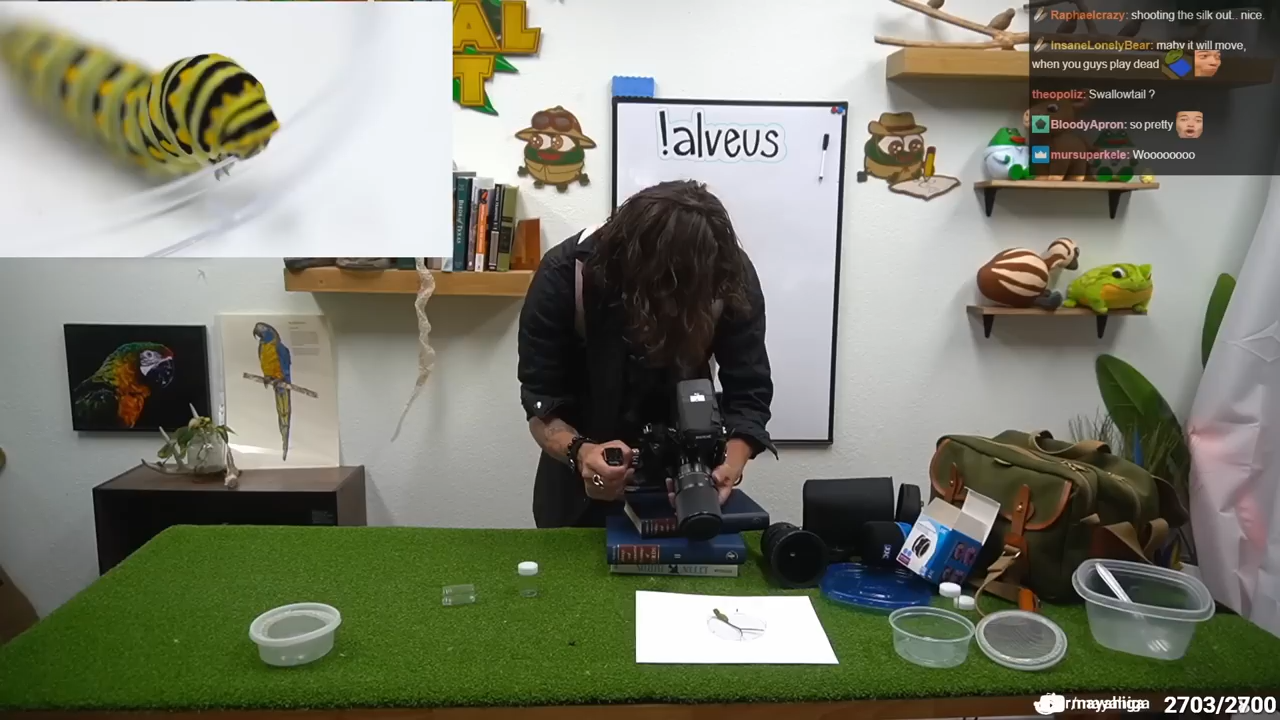 AL
T
!alveus
Raphaelcrazy: shooting the silk out.. nice.
InsaneLonelyBear: maby it will move,
when you guys play dead
theopoliz: Swallowtail ?
BloodyApron: so pretty
mursuperkele: Woooooooo
2703/2700